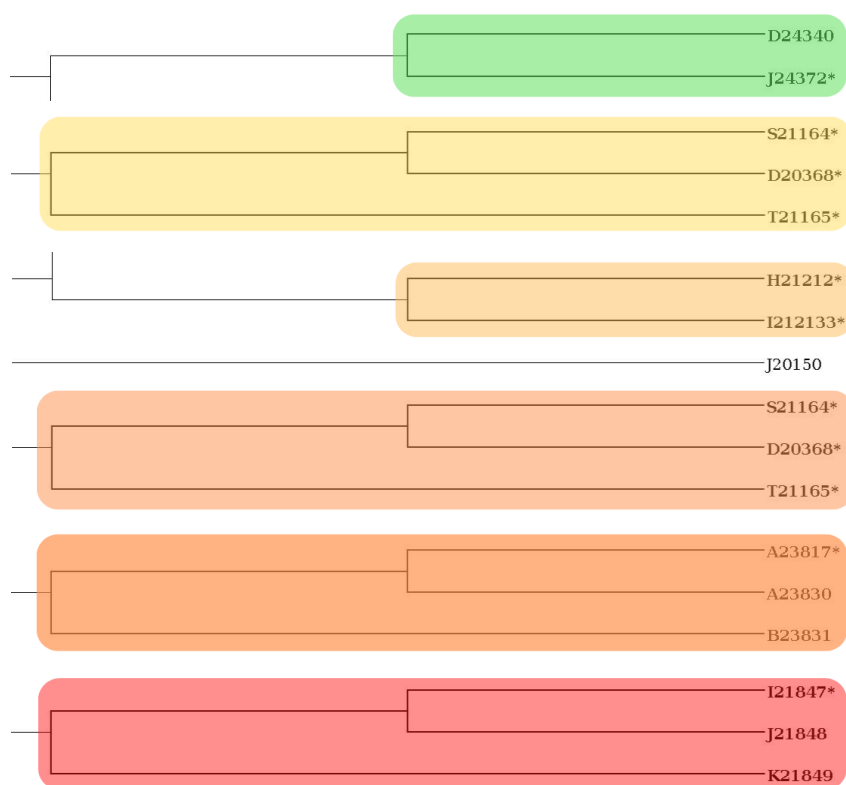 D24340
J24372*
S21164*
D20368*
T21165*
H21212*
I212133*
J20150
S21164*
D20368*
T21165*
A23817*
A23830
B23831
I21847*
J21848
K21849